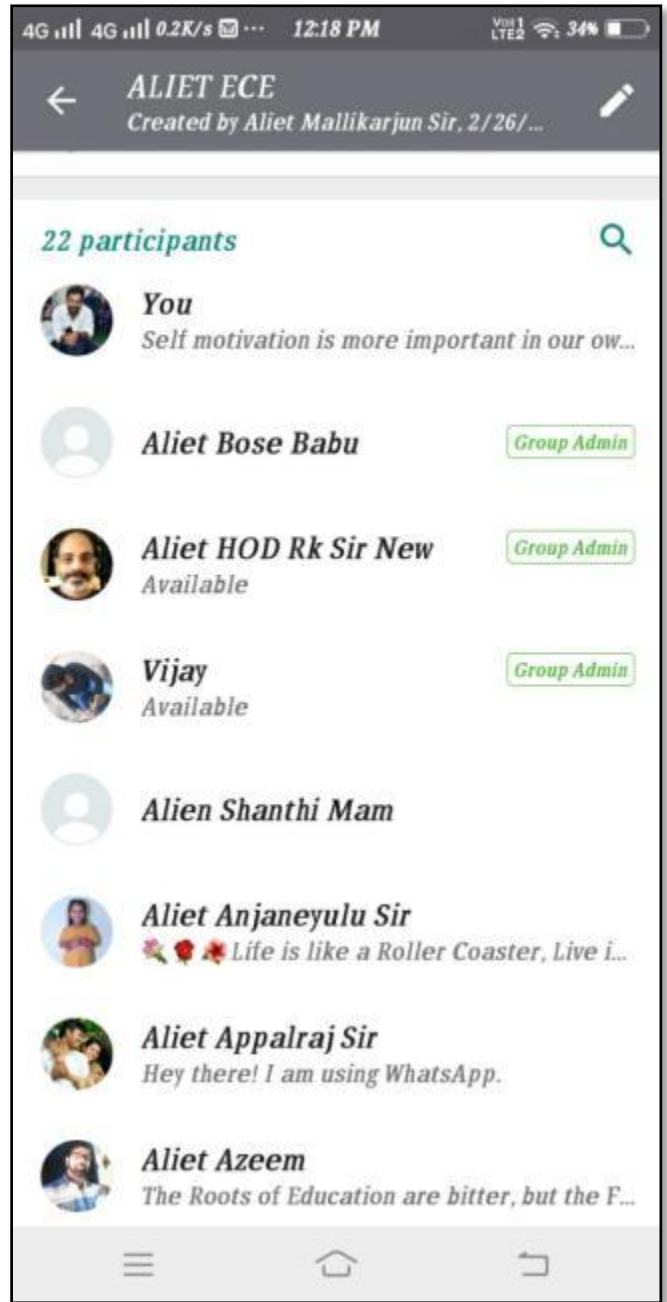 4G 4G 0.2K/s ... 12:18 PM VoLTE2 1 34%
ALIET ECE
Created by Aliet Mallikarjun Sir, 2/26/...
22 participants
You
Self motivation is more important in our ow...
Aliet Bose Babu Group Admin
Aliet HOD Rk Sir New Group Admin
Available
Vijay Group Admin
Available
Alien Shanthi Mam
Aliet Anjaneyulu Sir
💐🌹🌺 Life is like a Roller Coaster, Live i...
Aliet Appalraj Sir
Hey there! I am using WhatsApp.
Aliet Azeem
The Roots of Education are bitter, but the F...